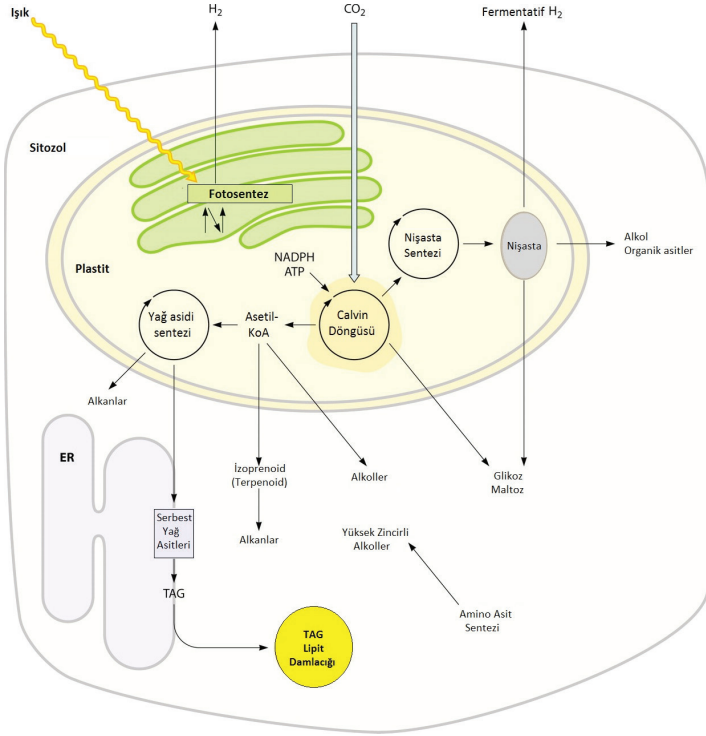 Işık
H2
CO2
Fermentatif H2
Sitozol
Fotosentez
Plastit
NADPH
ATP
Nişasta
Sentezi
Nişasta
Alkol
Organik asitler
Yağ asidi
sentezi
Asetil-
KoA
Calvin
Döngüsü
Alkanlar
ER
İzoprenoid
(Terpenoid)
Alkoller
Glikoz
Maltoz
Serbest
Yağ
Asitleri
Alkanlar
Yüksek Zincirli
Alkoller
TAG
Amino Asit
Sentezi
TAG
Lipit
Damlacığı